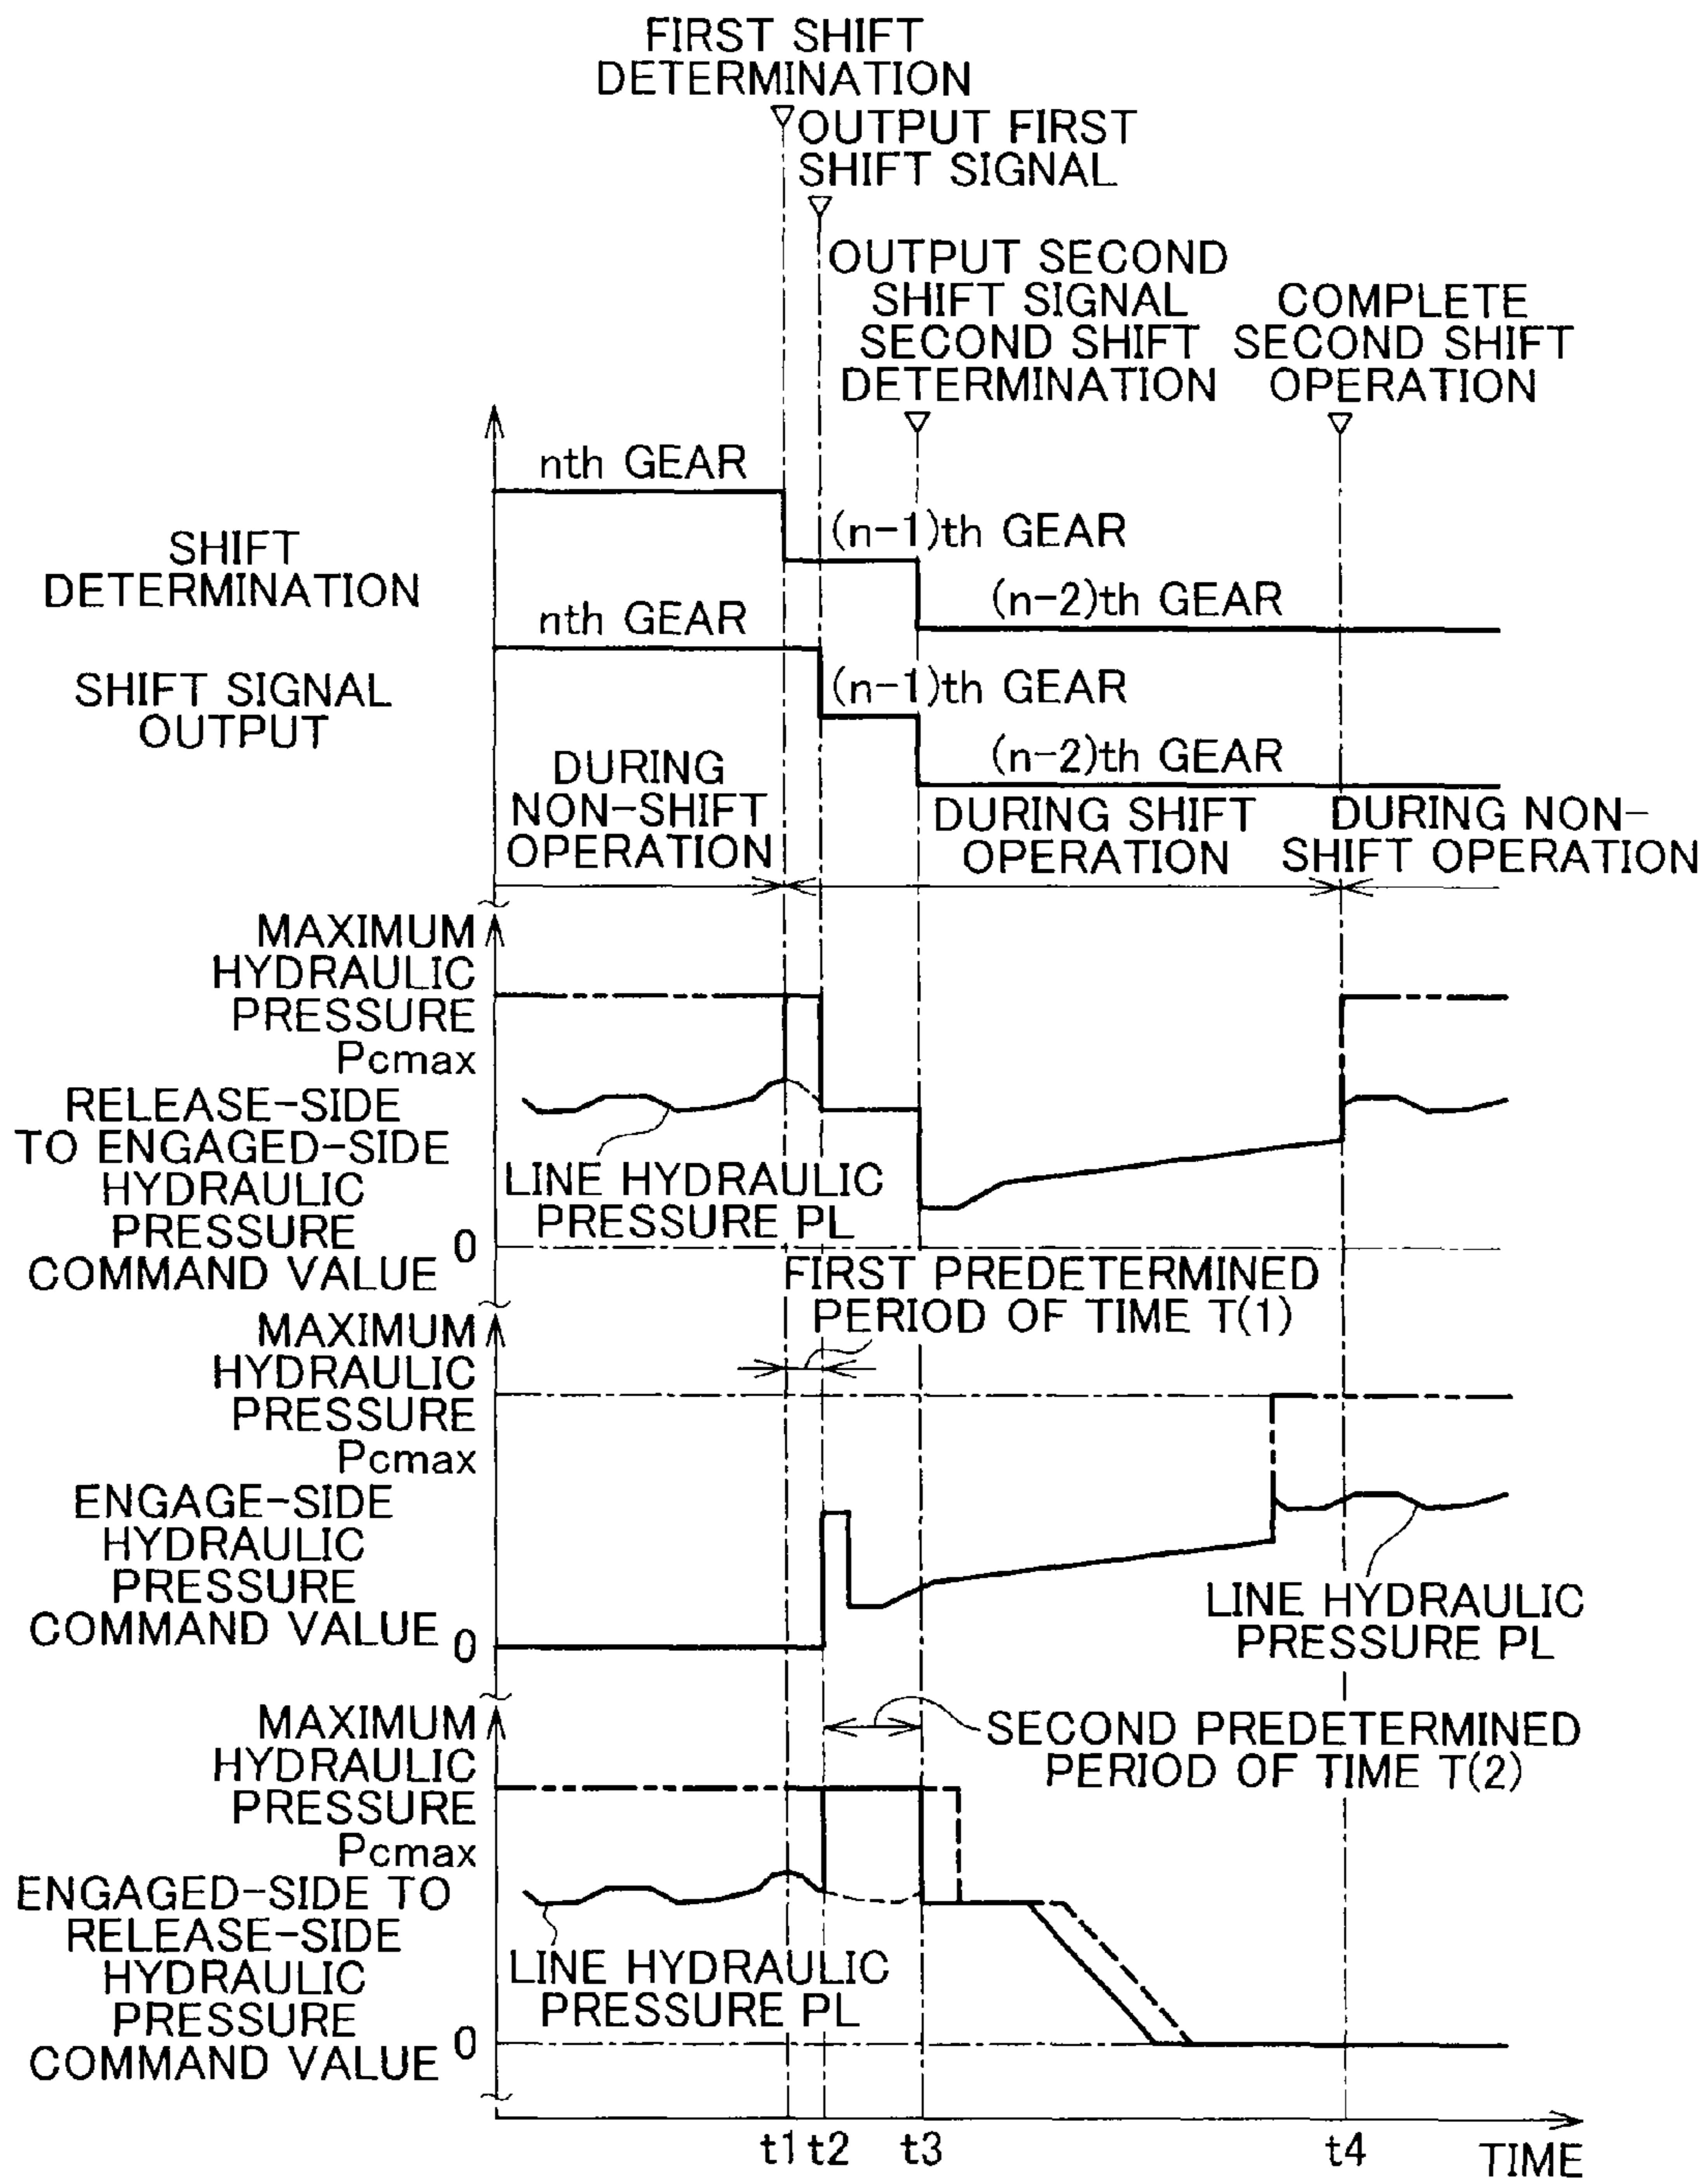 FIRST SHIFT
DETERMINATION
OUTPUT FIRST
SHIFT SIGNAL
OUTPUT SECOND
SHIFT SIGNAL
SECOND SHIFT
DETERMINATION
COMPLETE
SECOND SHIFT
OPERATION
nth GEAR
(n-1)th GEAR
(n-2)th GEAR
SHIFT
DETERMINATION
nth GEAR
(n-1)th GEAR
(n-2)th GEAR
SHIFT SIGNAL
OUTPUT
DURING
NON-SHIFT
OPERATION
DURING SHIFT
OPERATION
DURING NON-
SHIFT OPERATION
MAXIMUM
HYDRAULIC
PRESSURE
Pcmax
RELEASE-SIDE
TO ENGAGED-SIDE
HYDRAULIC
PRESSURE
COMMAND VALUE
0
LINE HYDRAULIC
PRESSURE PL
FIRST PREDETERMINED
PERIOD OF TIME T(1)
MAXIMUM
HYDRAULIC
PRESSURE
Pcmax
ENGAGE-SIDE
HYDRAULIC
PRESSURE
COMMAND VALUE
0
LINE HYDRAULIC
PRESSURE PL
SECOND PREDETERMINED
PERIOD OF TIME T(2)
MAXIMUM
HYDRAULIC
PRESSURE
Pcmax
ENGAGED-SIDE TO
RELEASE-SIDE
HYDRAULIC
PRESSURE
COMMAND VALUE
0
LINE HYDRAULIC
PRESSURE PL
t1 t2 t3 t4 TIME